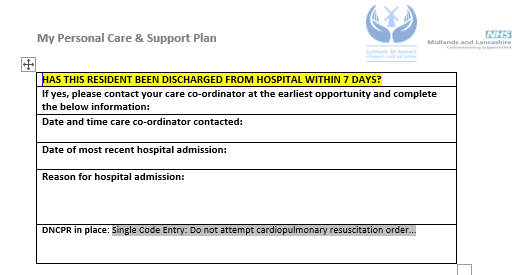 My Personal Care & Support Plan
Lytham St Anne's
PRIMARY CARE NETWORK
NHS
Midlands and Lancashire
Commissioning Support Unit
HAS THIS RESIDENT BEEN DISCHARGED FROM HOSPITAL WITHIN 7 DAYS?
If yes, please contact your care co-ordinator at the earliest opportunity and complete
the below information:
Date and time care co-ordinator contacted:
Date of most recent hospital admission:
Reason for hospital admission:
DNCPR in place: Single Code Entry: Do not attempt cardiopulmonary resuscitation order...